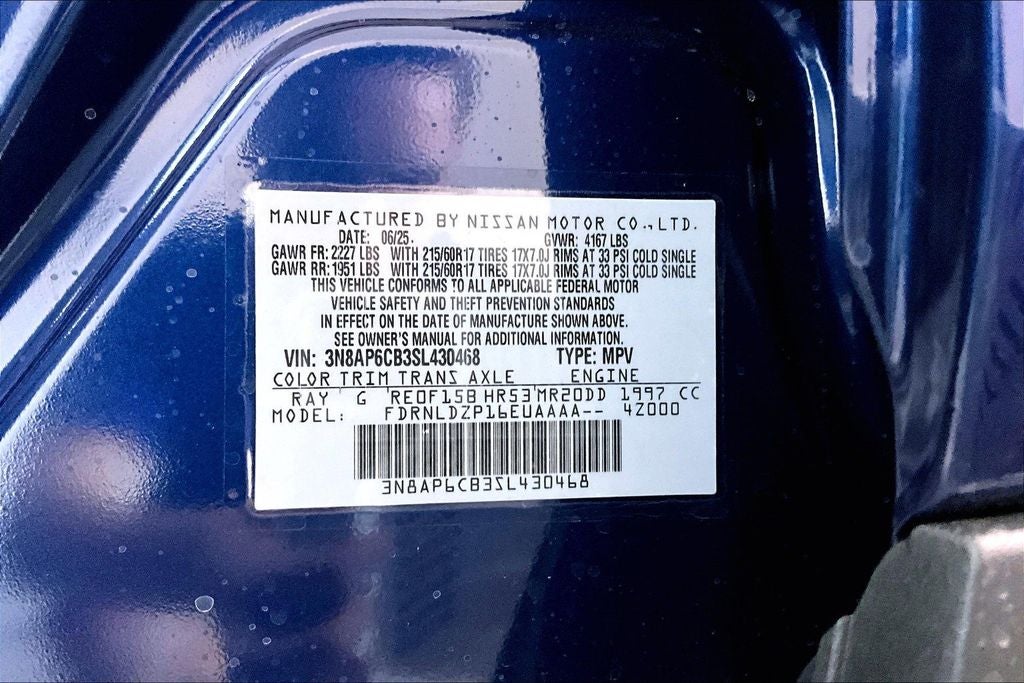 MANUFACTURED BY NISSAN MOTOR CO., LTD.
DATE: 06/25. GVWR: 4167 LBS
GAWR FR: 2227 LBS WITH 215/60R17 TIRES 17X7.0J RIMS AT 33 PSI COLD SINGLE
GAWR RR: 1951 LBS WITH 215/60R17 TIRES 17X7.0J RIMS AT 33 PSI COLD SINGLE
THIS VEHICLE CONFORMS TO ALL APPLICABLE FEDERAL MOTOR
VEHICLE SAFETY AND THEFT PREVENTION STANDARDS
IN EFFECT ON THE DATE OF MANUFACTURE SHOWN ABOVE.
SEE OWNER'S MANUAL FOR ADDITIONAL INFORMATION.
VIN: 3N8AP6CB3SL430468 TYPE: MPV
COLOR TRIM TRANS AXLE ENGINE
RAY G RE0F15B HR53 MR20DD 1997 CC
MODEL: FDRNLDZP16EUAAAA-- 4Z000
3N8AP6CB3SL430468